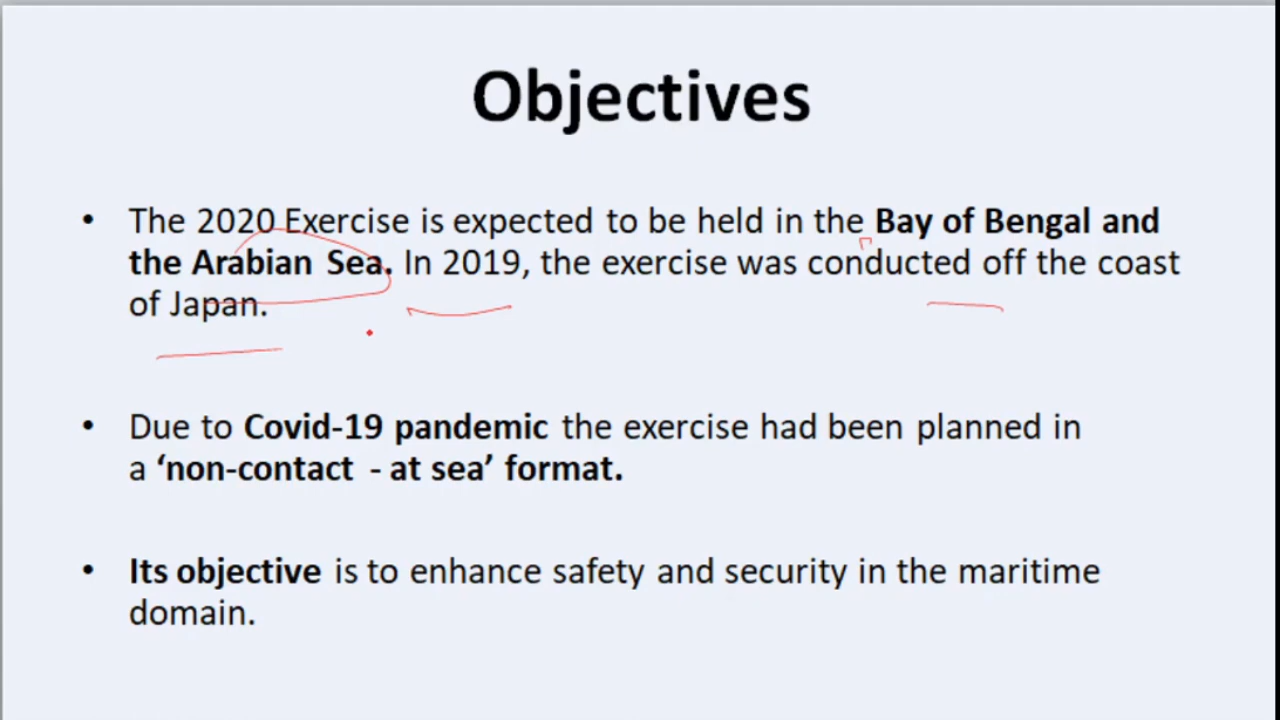 Objectives
• The 2020 Exercise is expected to be held in the Bay of Bengal and
the Arabian Sea. In 2019, the exercise was conducted off the coast
of Japan.
• Due to Covid-19 pandemic the exercise had been planned in
a ‘non-contact - at sea’ format.
• Its objective is to enhance safety and security in the maritime
domain.